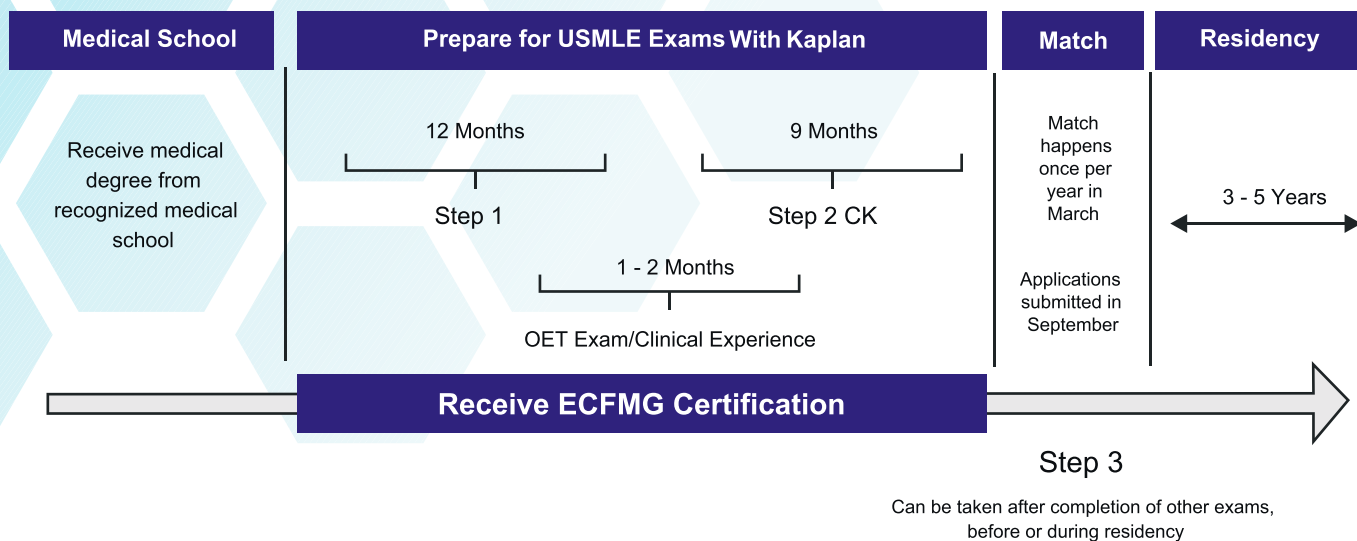 Medical School
Prepare for USMLE Exams With Kaplan
Match
Residency
Receive medical
degree from
recognized medical
school
12 Months
Step 1
9 Months
Step 2 CK
1 - 2 Months
OET Exam/Clinical Experience
Match
happens
once per
year in
March
Applications
submitted in
September
3 - 5 Years
Receive ECFMG Certification
Step 3
Can be taken after completion of other exams,
before or during residency